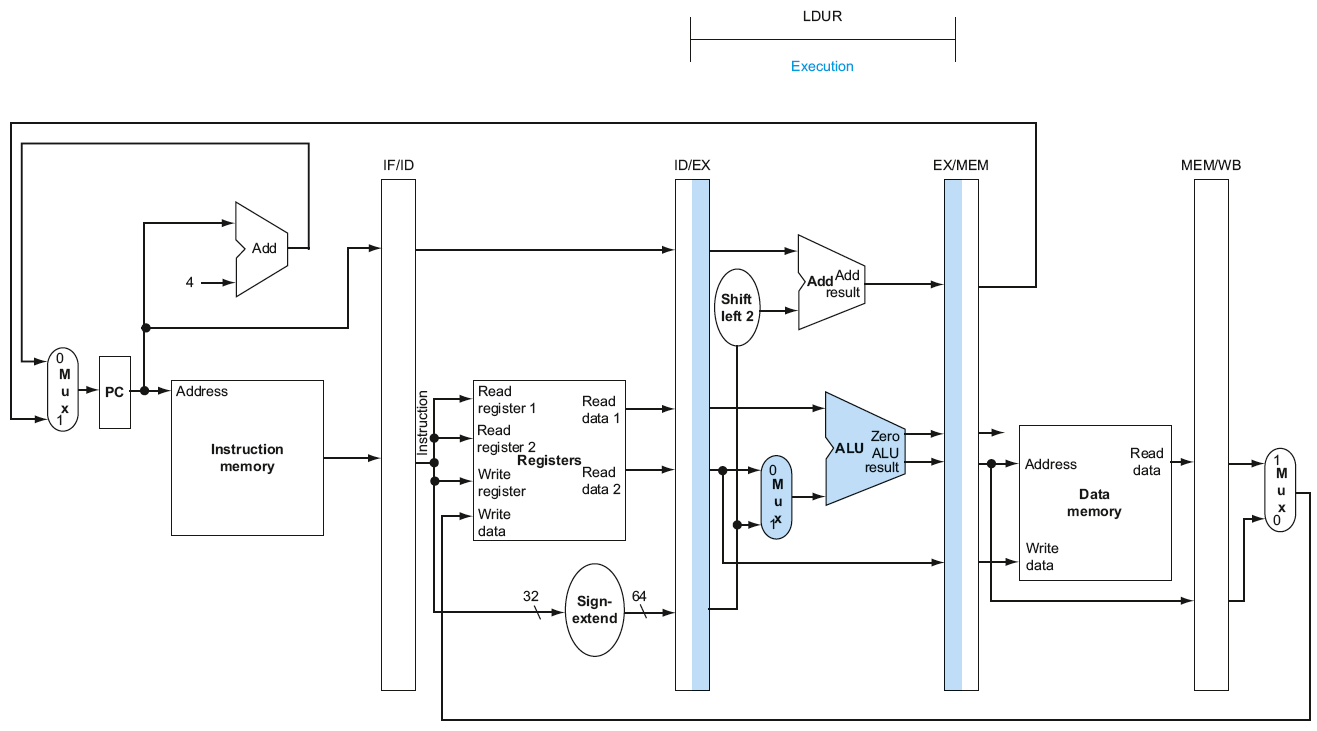 LDUR
Execution
IF/ID
ID/EX
EX/MEM
MEM/WB
Add
4
Shift
left 2
Add
Add
result
0
M
u
x
1
PC
Address
Instruction
memory
Instruction
Read
register 1
Read
register 2
Write
register
Write
data
Registers
Read
data 1
Read
data 2
0
M
u
x
1
ALU
Zero
ALU
result
Address
Write
data
Data
memory
Read
data
1
M
u
x
0
32
Sign-
extend
64